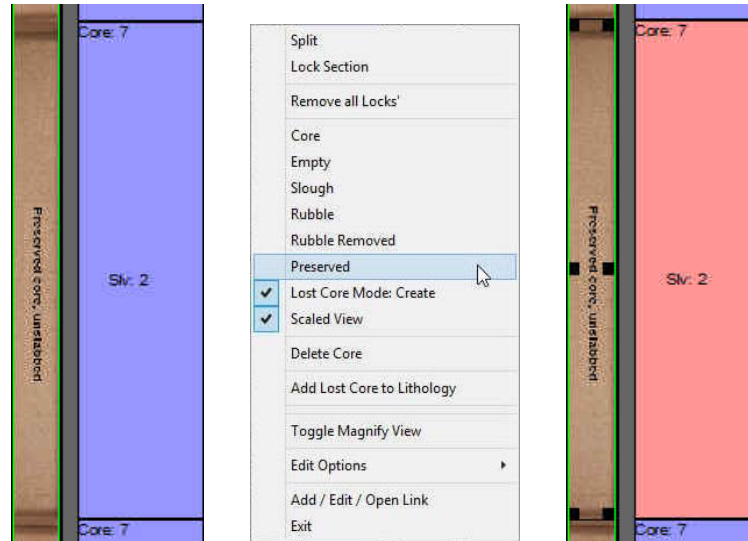 Core: 7
Preserved core, unslabbed
Slv: 2
Core: 7
Split
Lock Section
Remove all Locks'
Core
Empty
Slough
Rubble
Rubble Removed
Preserved
Lost Core Mode: Create
Scaled View
Delete Core
Add Lost Core to Lithology
Toggle Magnify View
Edit Options
Add / Edit / Open Link
Exit
Core: 7
Preserved core, unslabbed
Slv: 2
Core: 7